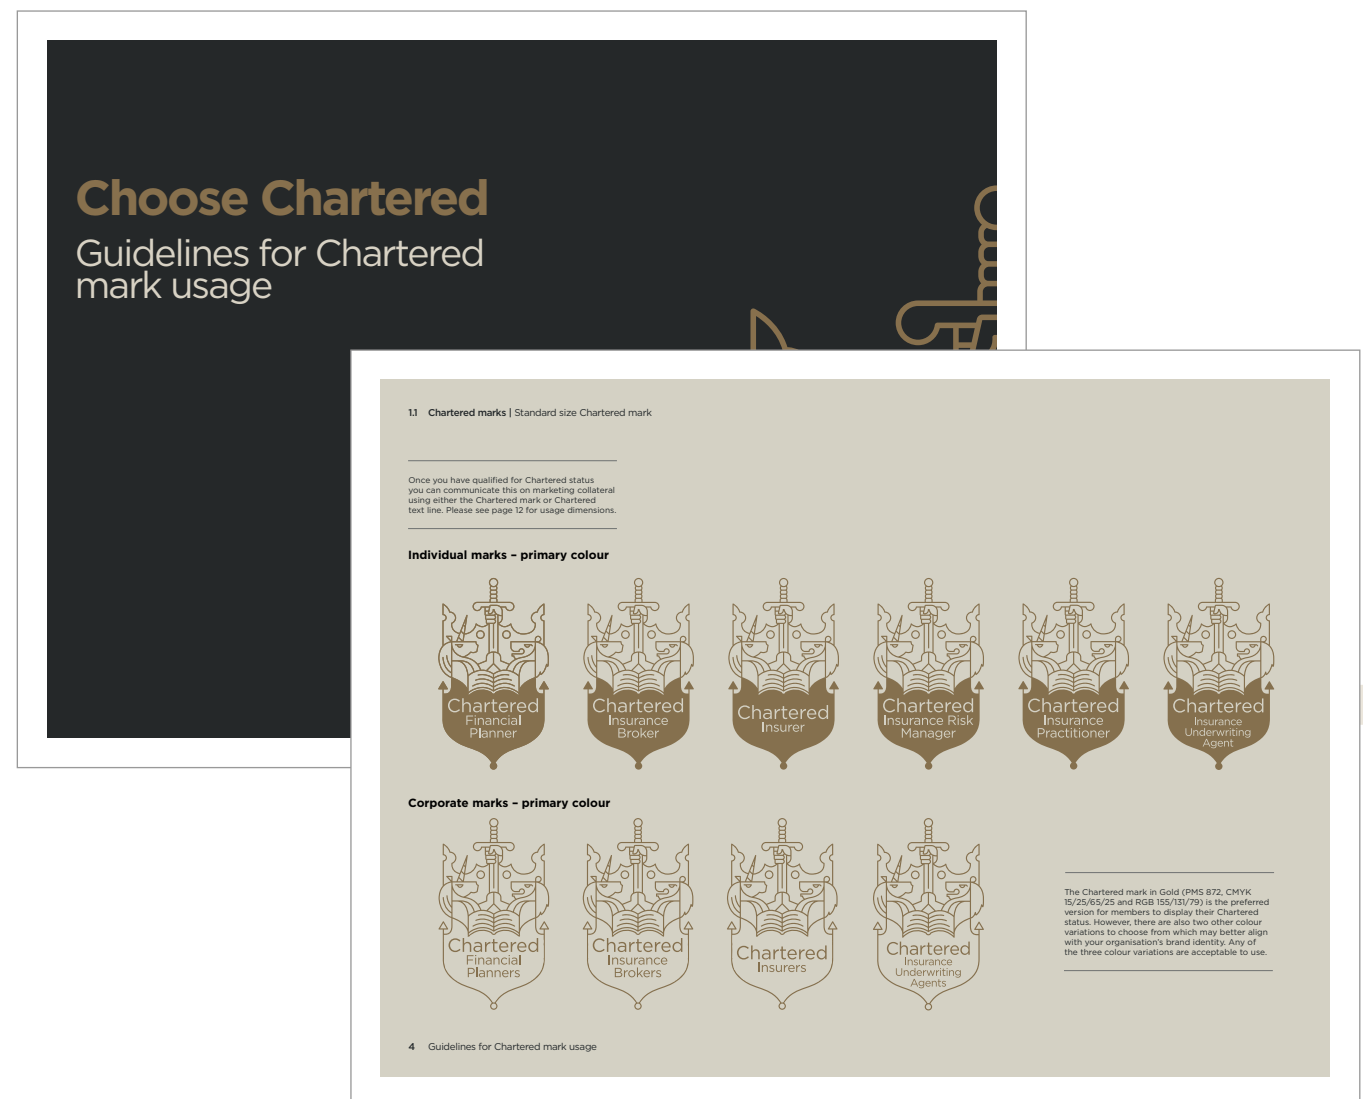 Choose Chartered
Guidelines for Chartered
mark usage
1.1 Chartered marks | Standard size Chartered mark
Once you have qualified for Chartered status
you can communicate this on marketing collateral
using either the Chartered mark or Chartered
text line. Please see page 12 for usage dimensions.
Individual marks – primary colour
Chartered
Financial
Planner
Chartered
Insurance
Broker
Chartered
Insurer
Chartered
Insurance Risk
Manager
Chartered
Insurance
Practitioner
Chartered
Insurance
Underwriting
Agent
Corporate marks – primary colour
Chartered
Financial
Planners
Chartered
Insurance
Brokers
Chartered
Insurers
Chartered
Insurance
Underwriting
Agents
The Chartered mark in Gold (PMS 872, CMYK
15/25/65/25 and RGB 155/131/79) is the preferred
version for members to display their Chartered
status. However, there are also two other colour
variations to choose from which may better align
with your organisation's brand identity. Any of
the three colour variations are acceptable to use.
4 Guidelines for Chartered mark usage